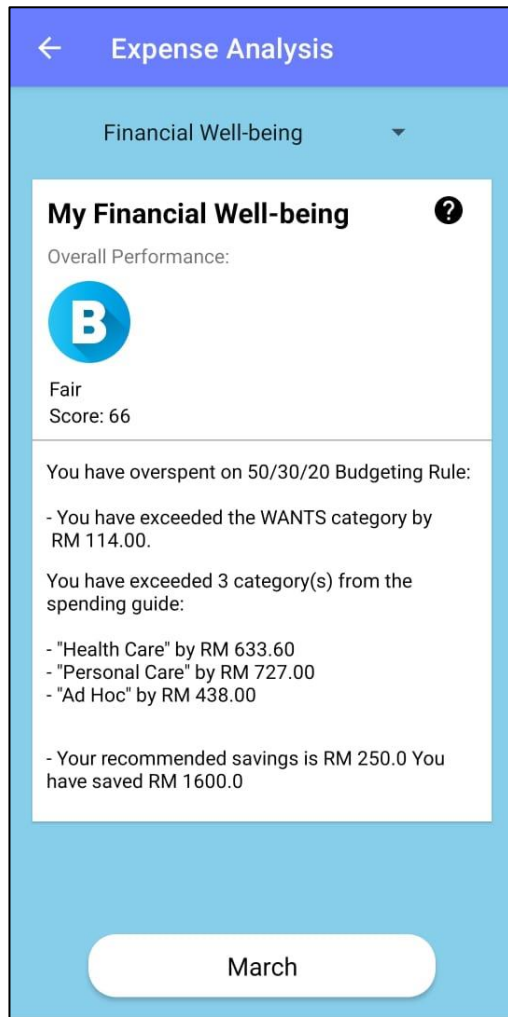 Expense Analysis
Financial Well-being
My Financial Well-being
?
Overall Performance:
B
Fair
Score: 66
You have overspent on 50/30/20 Budgeting Rule:
- You have exceeded the WANTS category by
RM 114.00.
You have exceeded 3 category(s) from the
spending guide:
- "Health Care" by RM 633.60
- "Personal Care" by RM 727.00
- "Ad Hoc" by RM 438.00
- Your recommended savings is RM 250.0 You
have saved RM 1600.0
March